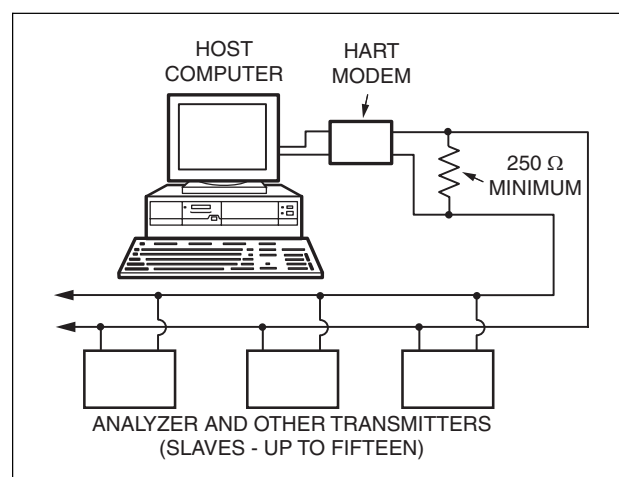 HOST
COMPUTER
HART
MODEM
250 Ω
MINIMUM
ANALYZER AND OTHER TRANSMITTERS
(SLAVES - UP TO FIFTEEN)